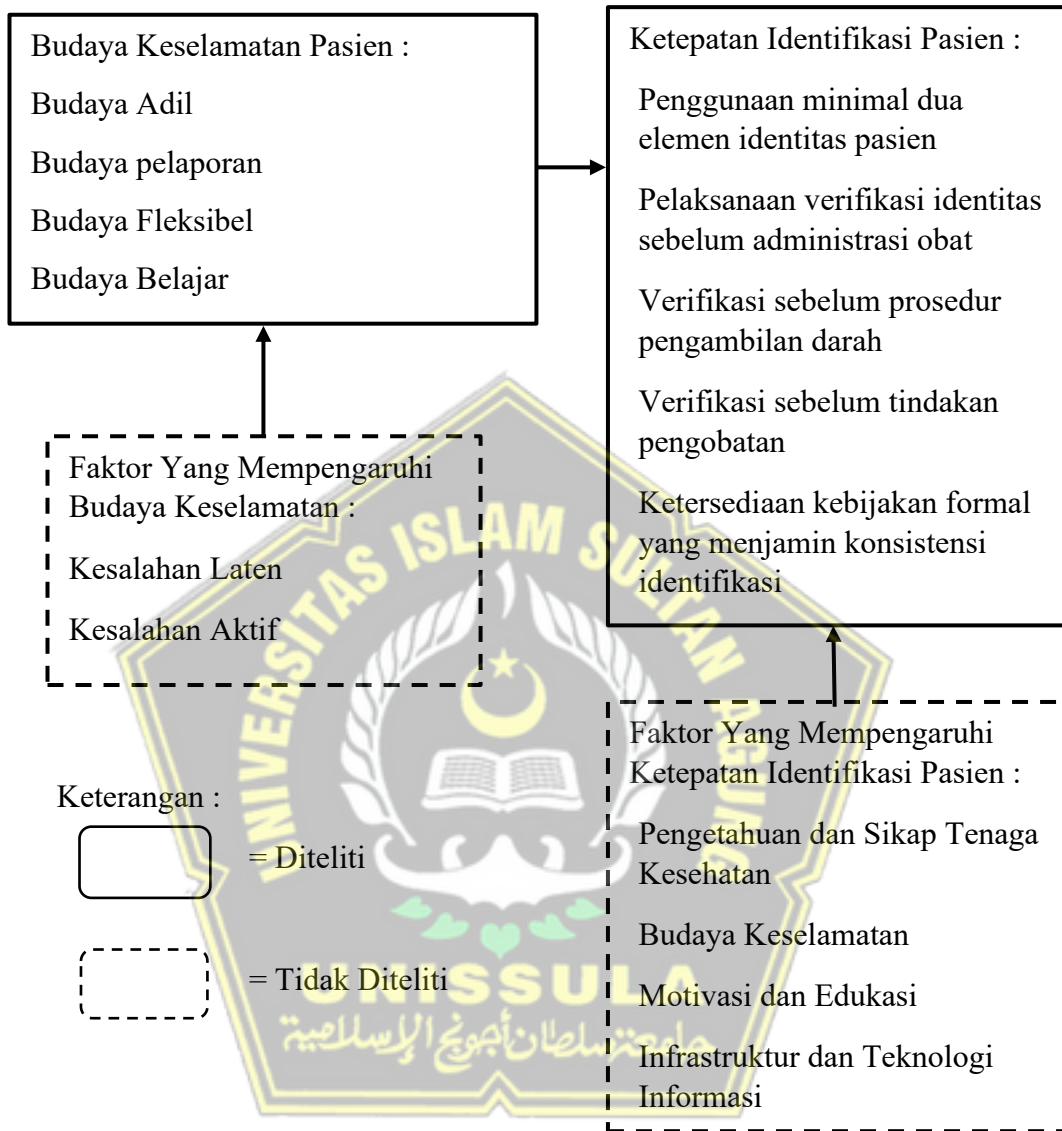 Budaya Keselamatan Pasien :
Budaya Adil
Budaya pelaporan
Budaya Fleksibel
Budaya Belajar
Ketepatan Identifikasi Pasien :
Penggunaan minimal dua
elemen identitas pasien
Pelaksanaan verifikasi identitas
sebelum administrasi obat
Verifikasi sebelum prosedur
pengambilan darah
Verifikasi sebelum tindakan
pengobatan
Ketersediaan kebijakan formal
yang menjamin konsistensi
identifikasi
Faktor Yang Mempengaruhi
Budaya Keselamatan :
Kesalahan Laten
Kesalahan Aktif
Faktor Yang Mempengaruhi
Ketepatan Identifikasi Pasien :
Pengetahuan dan Sikap Tenaga
Kesehatan
Budaya Keselamatan
Motivasi dan Edukasi
Infrastruktur dan Teknologi
Informasi
Keterangan :
= Diteliti
= Tidak Diteliti
UNIVERSITAS ISLAM SULTAN AGUNG
UNISSULA
جامعتسلطان أجونج الإسلامية